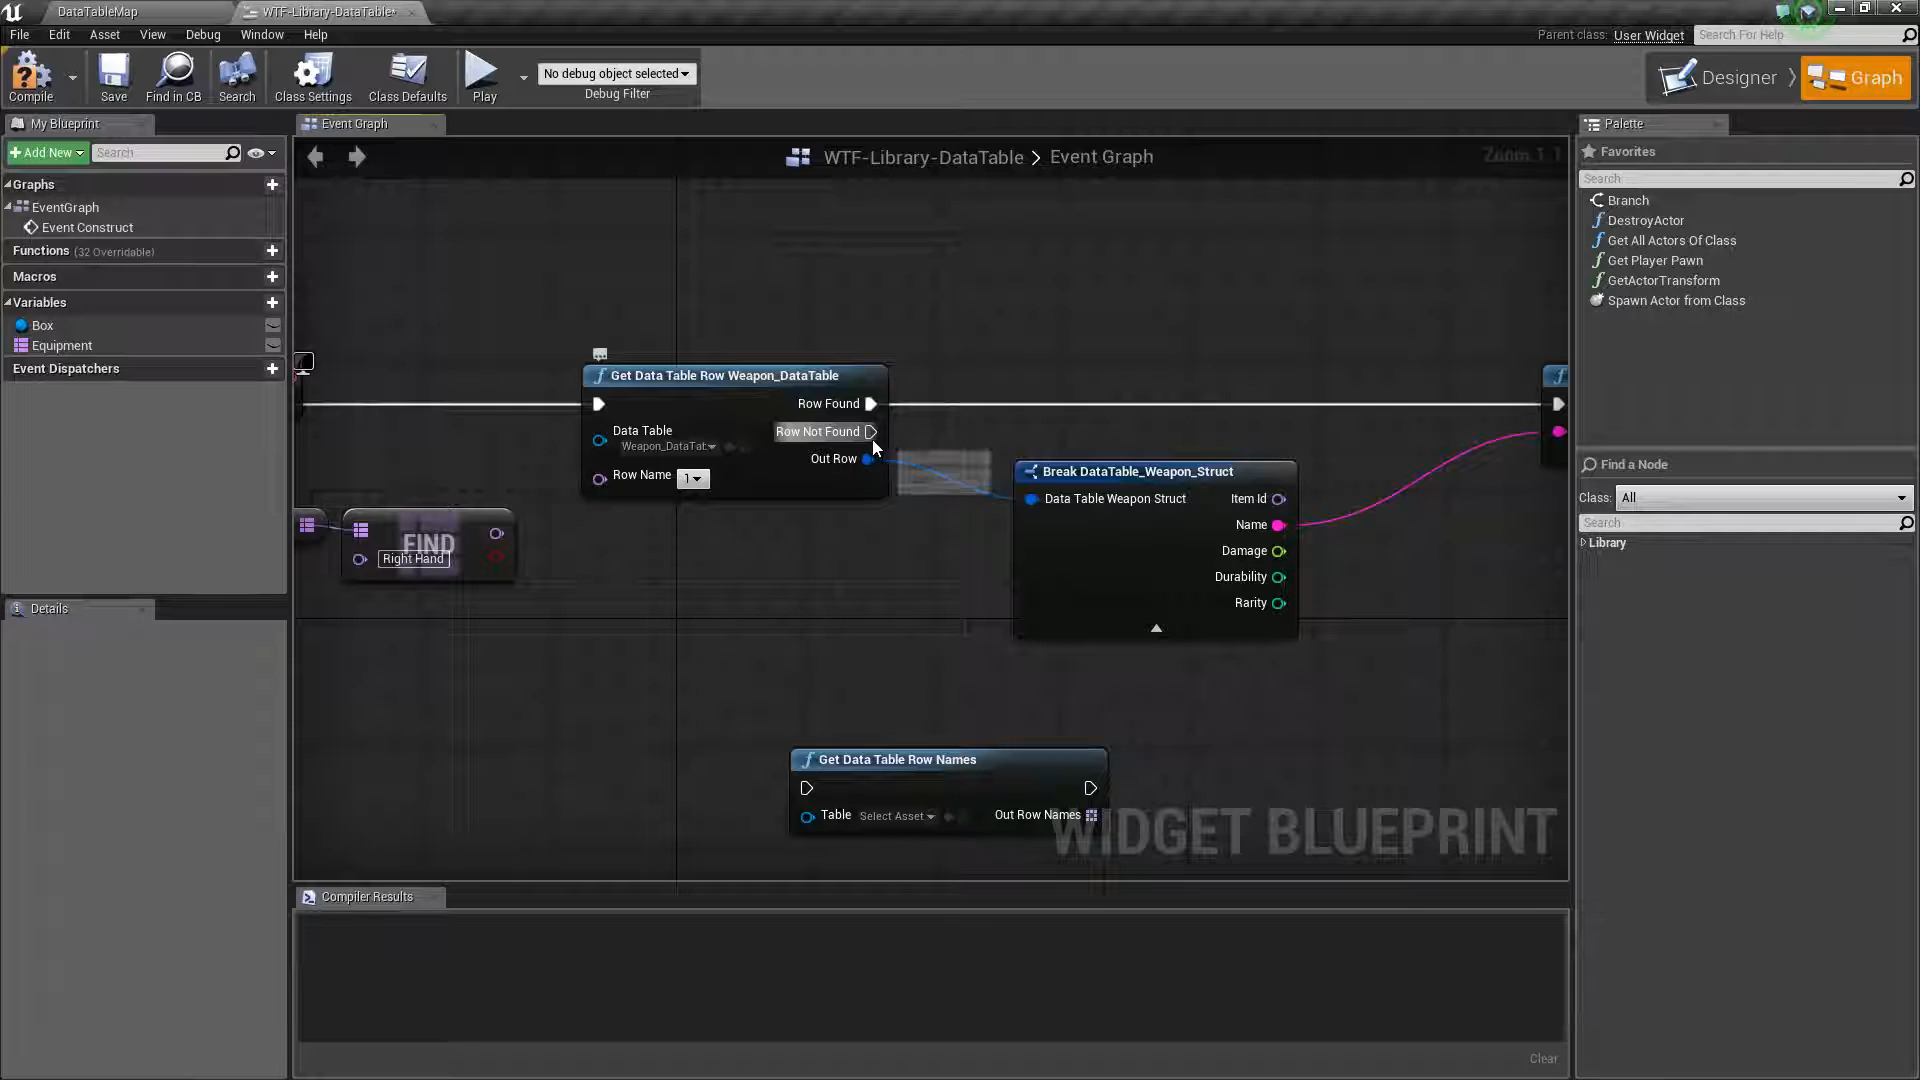 DataTableMap
WTF-Library-DataTable*
File Edit Asset View Debug Window Help
Parent class: User Widget
Search For Help
Compile
Save
Find in CB
Search
Class Settings
Class Defaults
Play
No debug object selected
Debug Filter
Designer
Graph
My Blueprint
Add New
Search
Graphs
EventGraph
Event Construct
Functions (32 Overridable)
Macros
Variables
Box
Equipment
Event Dispatchers
Details
Event Graph
WTF-Library-DataTable > Event Graph
Zoom 1:1
Get Data Table Row Weapon_DataTable
Row Found
Data Table
Row Not Found
Weapon_DataTat
Out Row
Row Name 1
FIND
Right Hand
Break DataTable_Weapon_Struct
Data Table Weapon Struct
Item Id
Name
Damage
Durability
Rarity
Get Data Table Row Names
Table Select Asset
Out Row Names
WIDGET BLUEPRINT
Compiler Results
Clear
Palette
Favorites
Search
Branch
DestroyActor
Get All Actors Of Class
Get Player Pawn
GetActorTransform
Spawn Actor from Class
Find a Node
Class: All
Search
Library